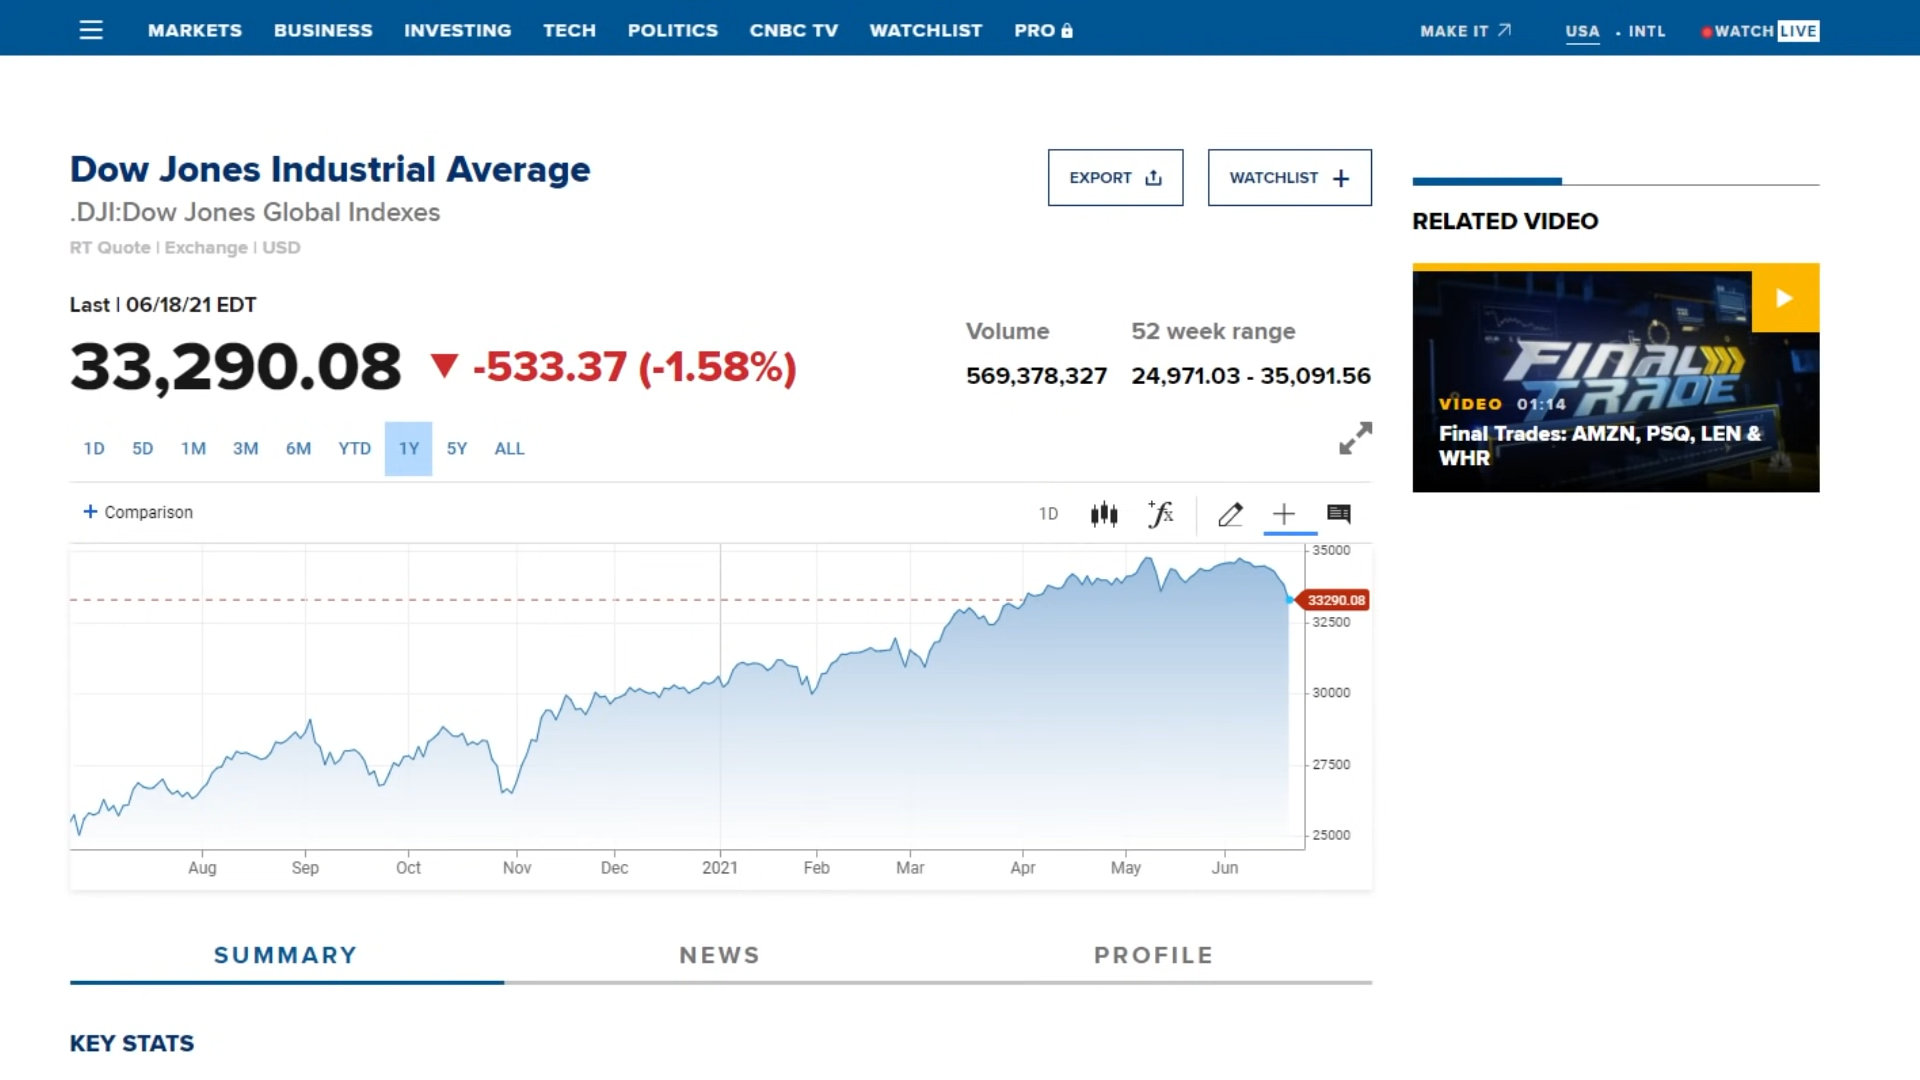 MARKETS BUSINESS INVESTING TECH POLITICS CNBC TV WATCHLIST PRO MAKE IT USA • INTL WATCH LIVE
Dow Jones Industrial Average
.DJI:Dow Jones Global Indexes
RT Quote | Exchange | USD
EXPORT
WATCHLIST +
Last | 06/18/21 EDT
33,290.08 ▼ -533.37 (-1.58%)
Volume 52 week range
569,378,327 24,971.03 - 35,091.56
1D 5D 1M 3M 6M YTD 1Y 5Y ALL
+ Comparison
1D
+fx
35000
33290.08
32500
30000
27500
25000
Aug Sep Oct Nov Dec 2021 Feb Mar Apr May Jun
SUMMARY NEWS PROFILE
KEY STATS
RELATED VIDEO
FINAL
TRADE
VIDEO 01:14
Final Trades: AMZN, PSQ, LEN &
WHR